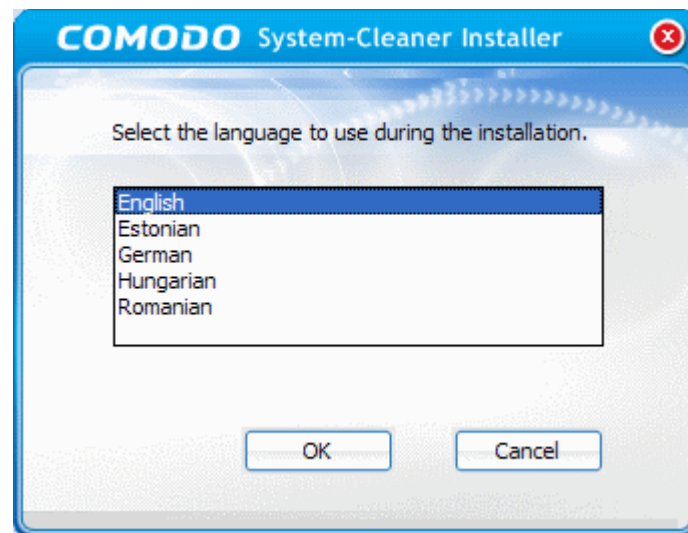 COMODO System-Cleaner Installer
Select the language to use during the installation.
English
Estonian
German
Hungarian
Romanian
OK Cancel